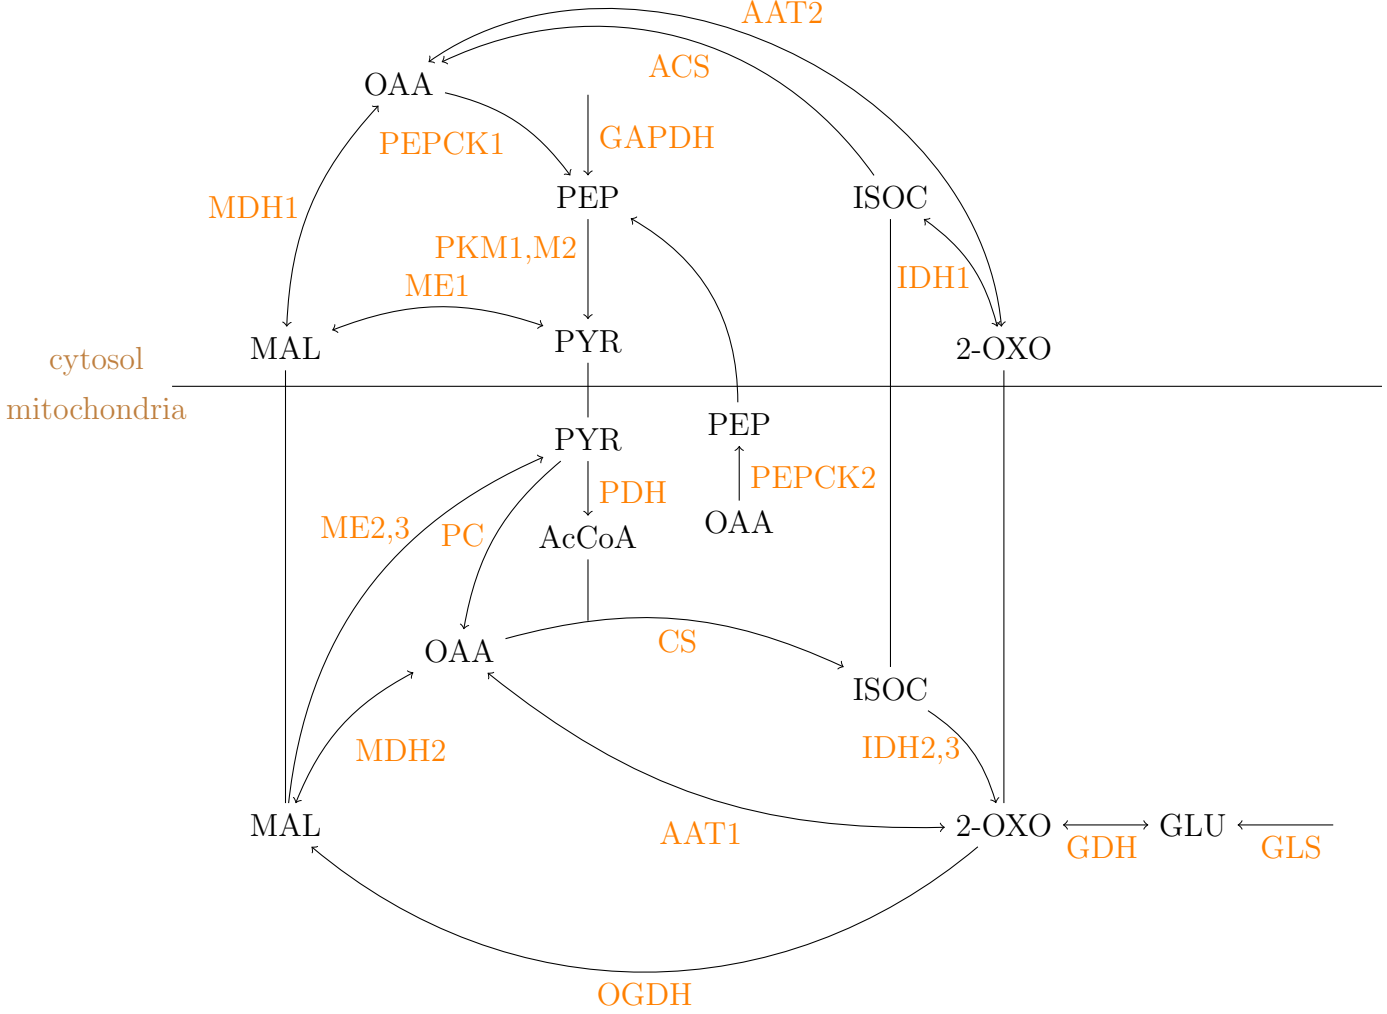 AAT2
ACS
OAA
PEPCK1
GAPDH
PEP
ISOC
MDH1
PKM1,M2
IDH1
ME1
MAL
PYR
2-OXO
cytosol
mitochondria
PYR
PEP
PDH
PEPCK2
ME2,3
PC
AcCoA
OAA
OAA
CS
ISOC
MDH2
IDH2,3
MAL
AAT1
2-OXO
GDH
GLU
GLS
OGDH